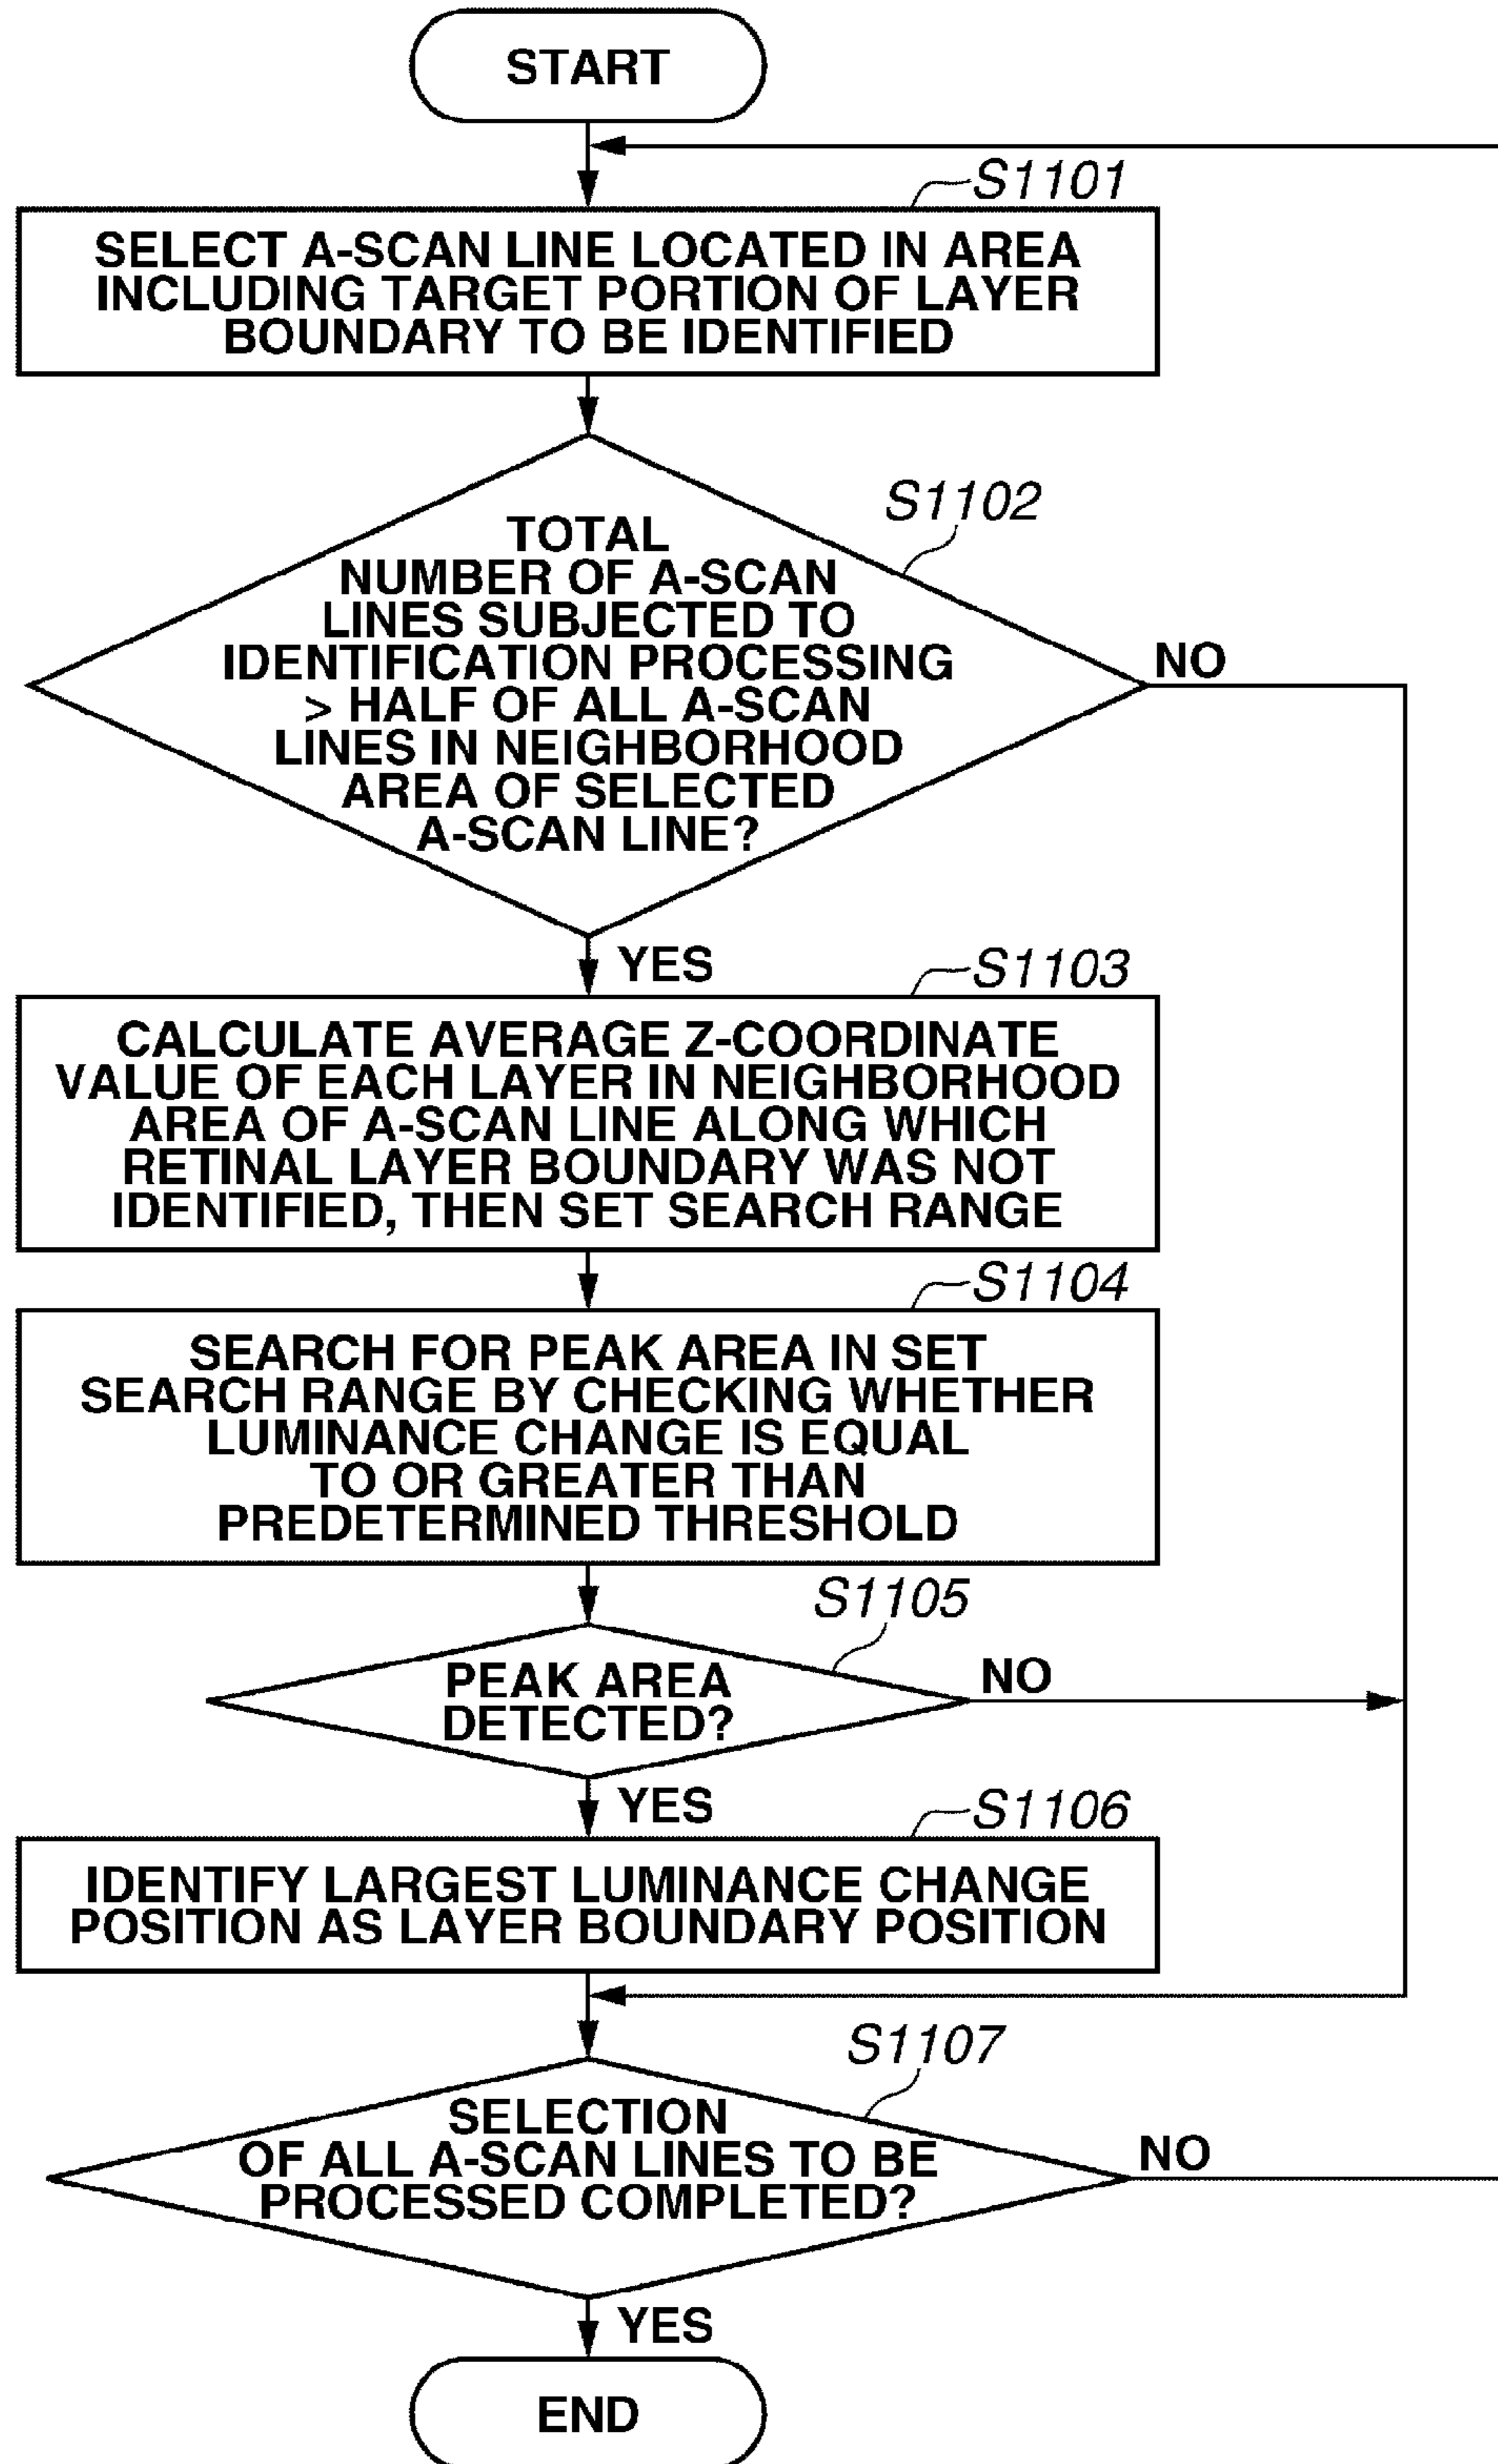 START
S1101
SELECT A-SCAN LINE LOCATED IN AREA
INCLUDING TARGET PORTION OF LAYER
BOUNDARY TO BE IDENTIFIED
S1102
TOTAL
NUMBER OF A-SCAN
LINES SUBJECTED TO
IDENTIFICATION PROCESSING
> HALF OF ALL A-SCAN
LINES IN NEIGHBORHOOD
AREA OF SELECTED
A-SCAN LINE?
NO
YES
S1103
CALCULATE AVERAGE Z-COORDINATE
VALUE OF EACH LAYER IN NEIGHBORHOOD
AREA OF A-SCAN LINE ALONG WHICH
RETINAL LAYER BOUNDARY WAS NOT
IDENTIFIED, THEN SET SEARCH RANGE
S1104
SEARCH FOR PEAK AREA IN SET
SEARCH RANGE BY CHECKING WHETHER
LUMINANCE CHANGE IS EQUAL
TO OR GREATER THAN
PREDETERMINED THRESHOLD
S1105
PEAK AREA
DETECTED?
NO
YES
S1106
IDENTIFY LARGEST LUMINANCE CHANGE
POSITION AS LAYER BOUNDARY POSITION
S1107
SELECTION
OF ALL A-SCAN LINES TO BE
PROCESSED COMPLETED?
NO
YES
END